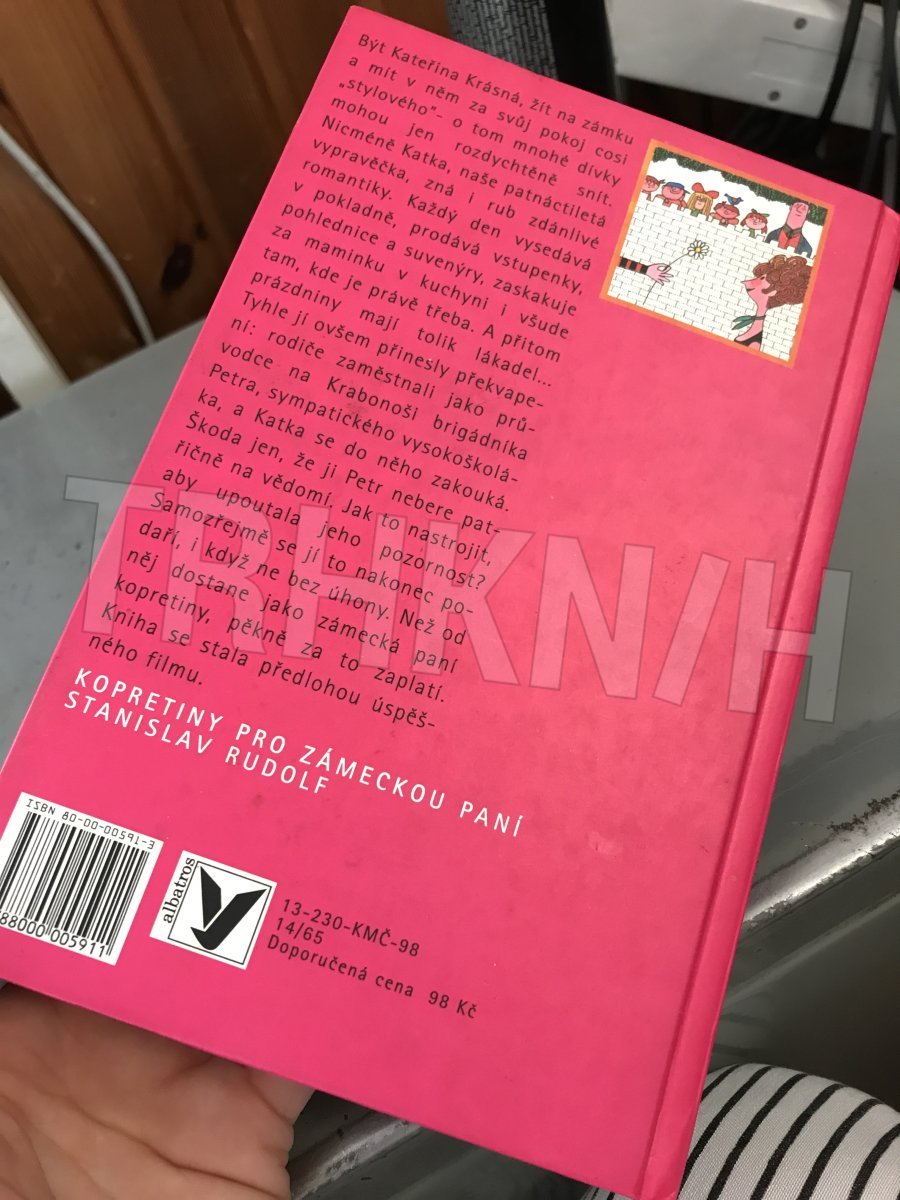 Být Kateřina Krásná, žít na zámku
a mít v něm za svůj pokoj cosi
„stylového"- o tom mnohé dívky
mohou jen rozdychtěně snít.
Nicméně Katka, naše patnáctiletá
vypravěčka, zná i rub zdánlivé
romantiky. Každý den vysedává
v pokladně, prodává vstupenky,
pohlednice a suvenýry, zaskakuje
za maminku v kuchyni i všude
tam, kde je právě třeba. A přitom
prázdniny mají tolik lákadel...
Tyhle jí ovšem přinesly překvape-
ní: rodiče zaměstnali jako prů-
vodce na Krabonoši brigádníka
Petra, sympatického vysokoškolá-
ka, a Katka se do něho zakouká.
Škoda jen, že ji Petr nebere pat-
řičně na vědomí. Jak to nastrojit,
aby upoutala jeho pozornost?
Samozřejmě se jí to nakonec po-
daří, i když ne bez úhony. Než od
něj dostane jako zámecká paní
kopretiny, pěkně za to zaplatí.
Kniha se stala předlohou úspěš-
ného filmu.
KOPRETINY PRO ZÁMECKOU PANÍ
STANISLAV RUDOLF
ISBN 80-00-00591-3
88000 005911
albatros
13-230-KMČ-98
14/65
Doporučená cena 98 Kč
TRHKNIH